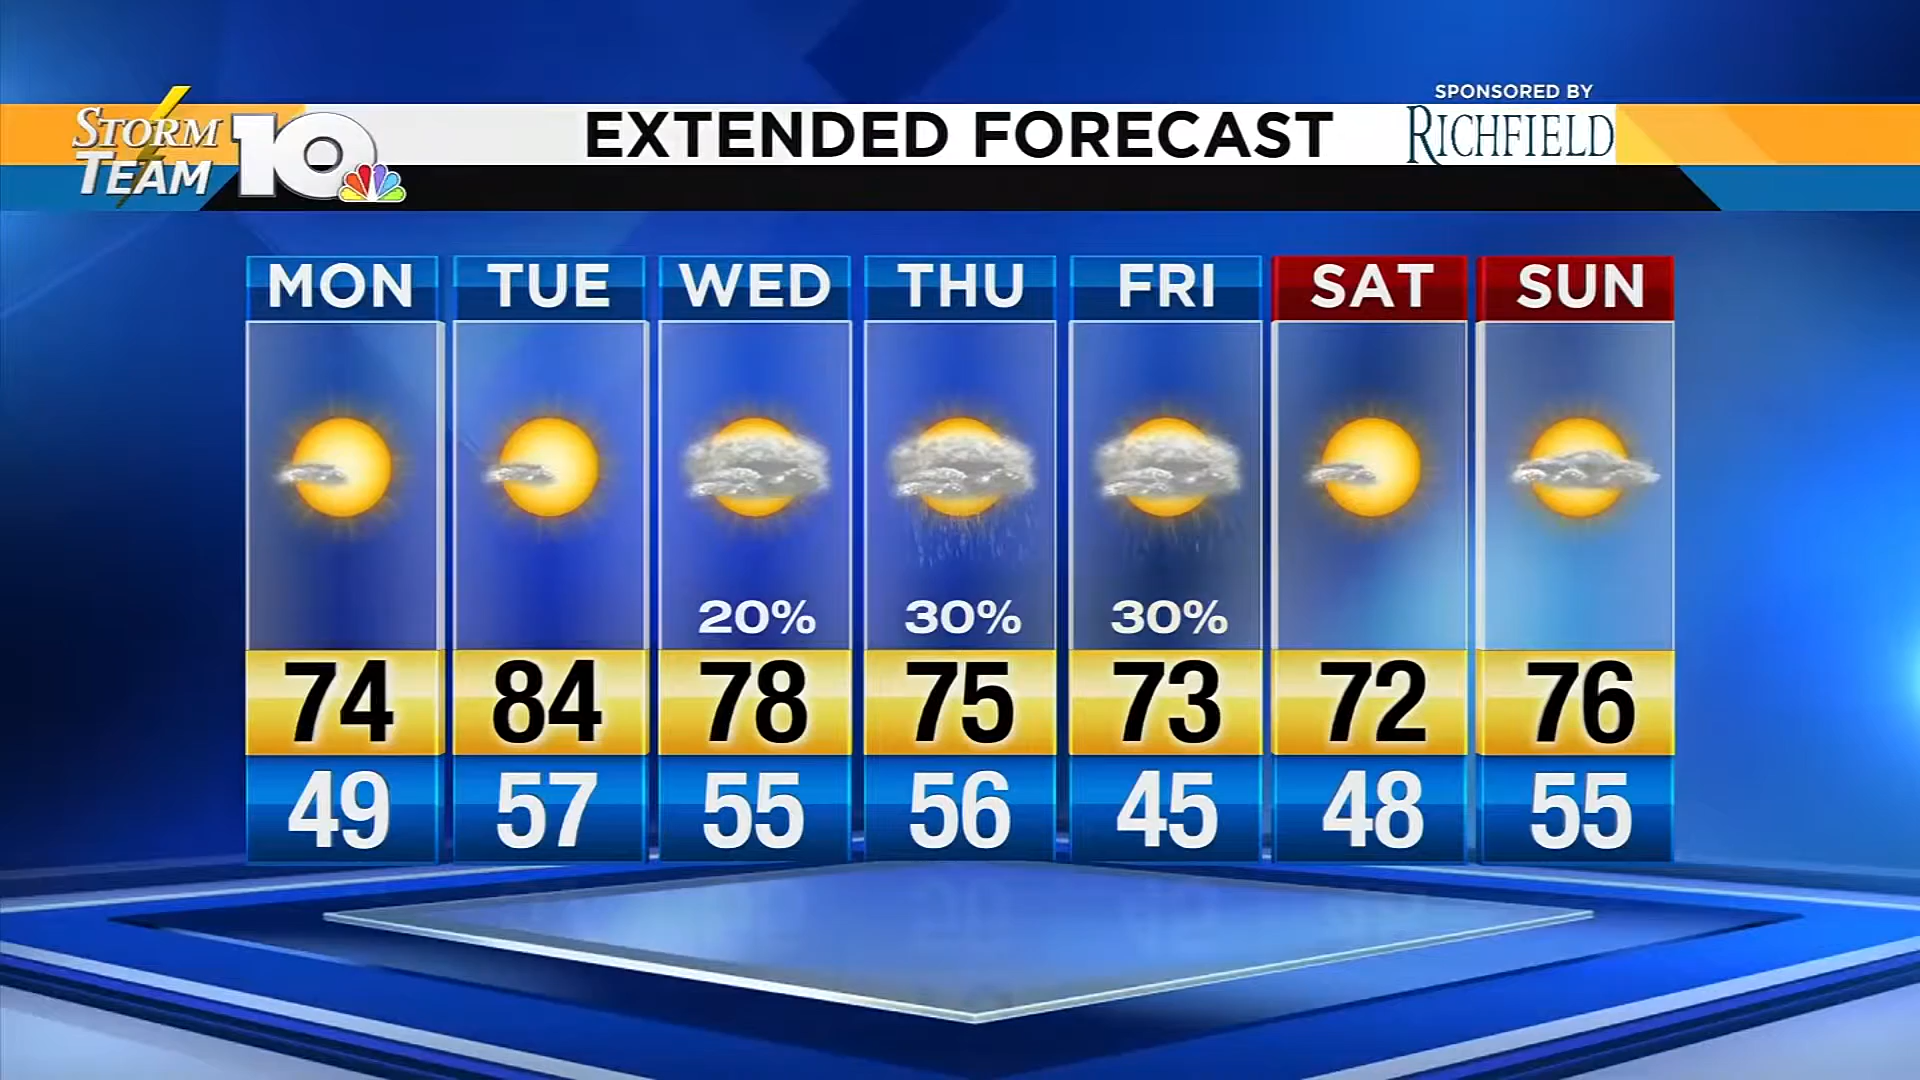 SPONSORED BY
STORM
TEAM
10
EXTENDED FORECAST
RICHFIELD
MON TUE WED THU FRI SAT SUN
20% 30% 30%
74 84 78 75 73 72 76
49 57 55 56 45 48 55